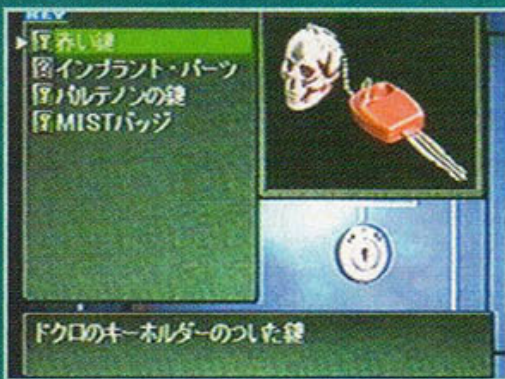 KEY
赤い鍵
インプラント・パーツ
パルテノンの鍵
MISTバッジ
ドクロのキーホルダーのついた鍵